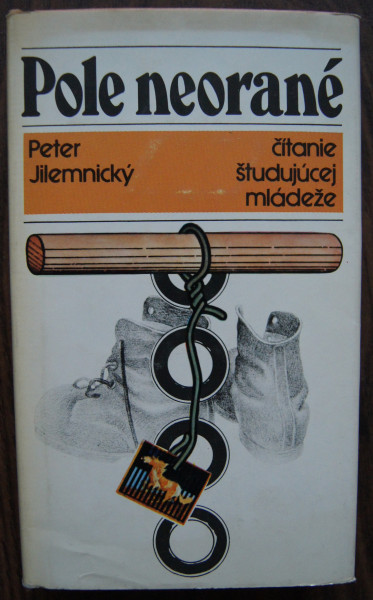 Pole neorané
Peter
Jilemnický
čítanie
študujúcej
mládeže